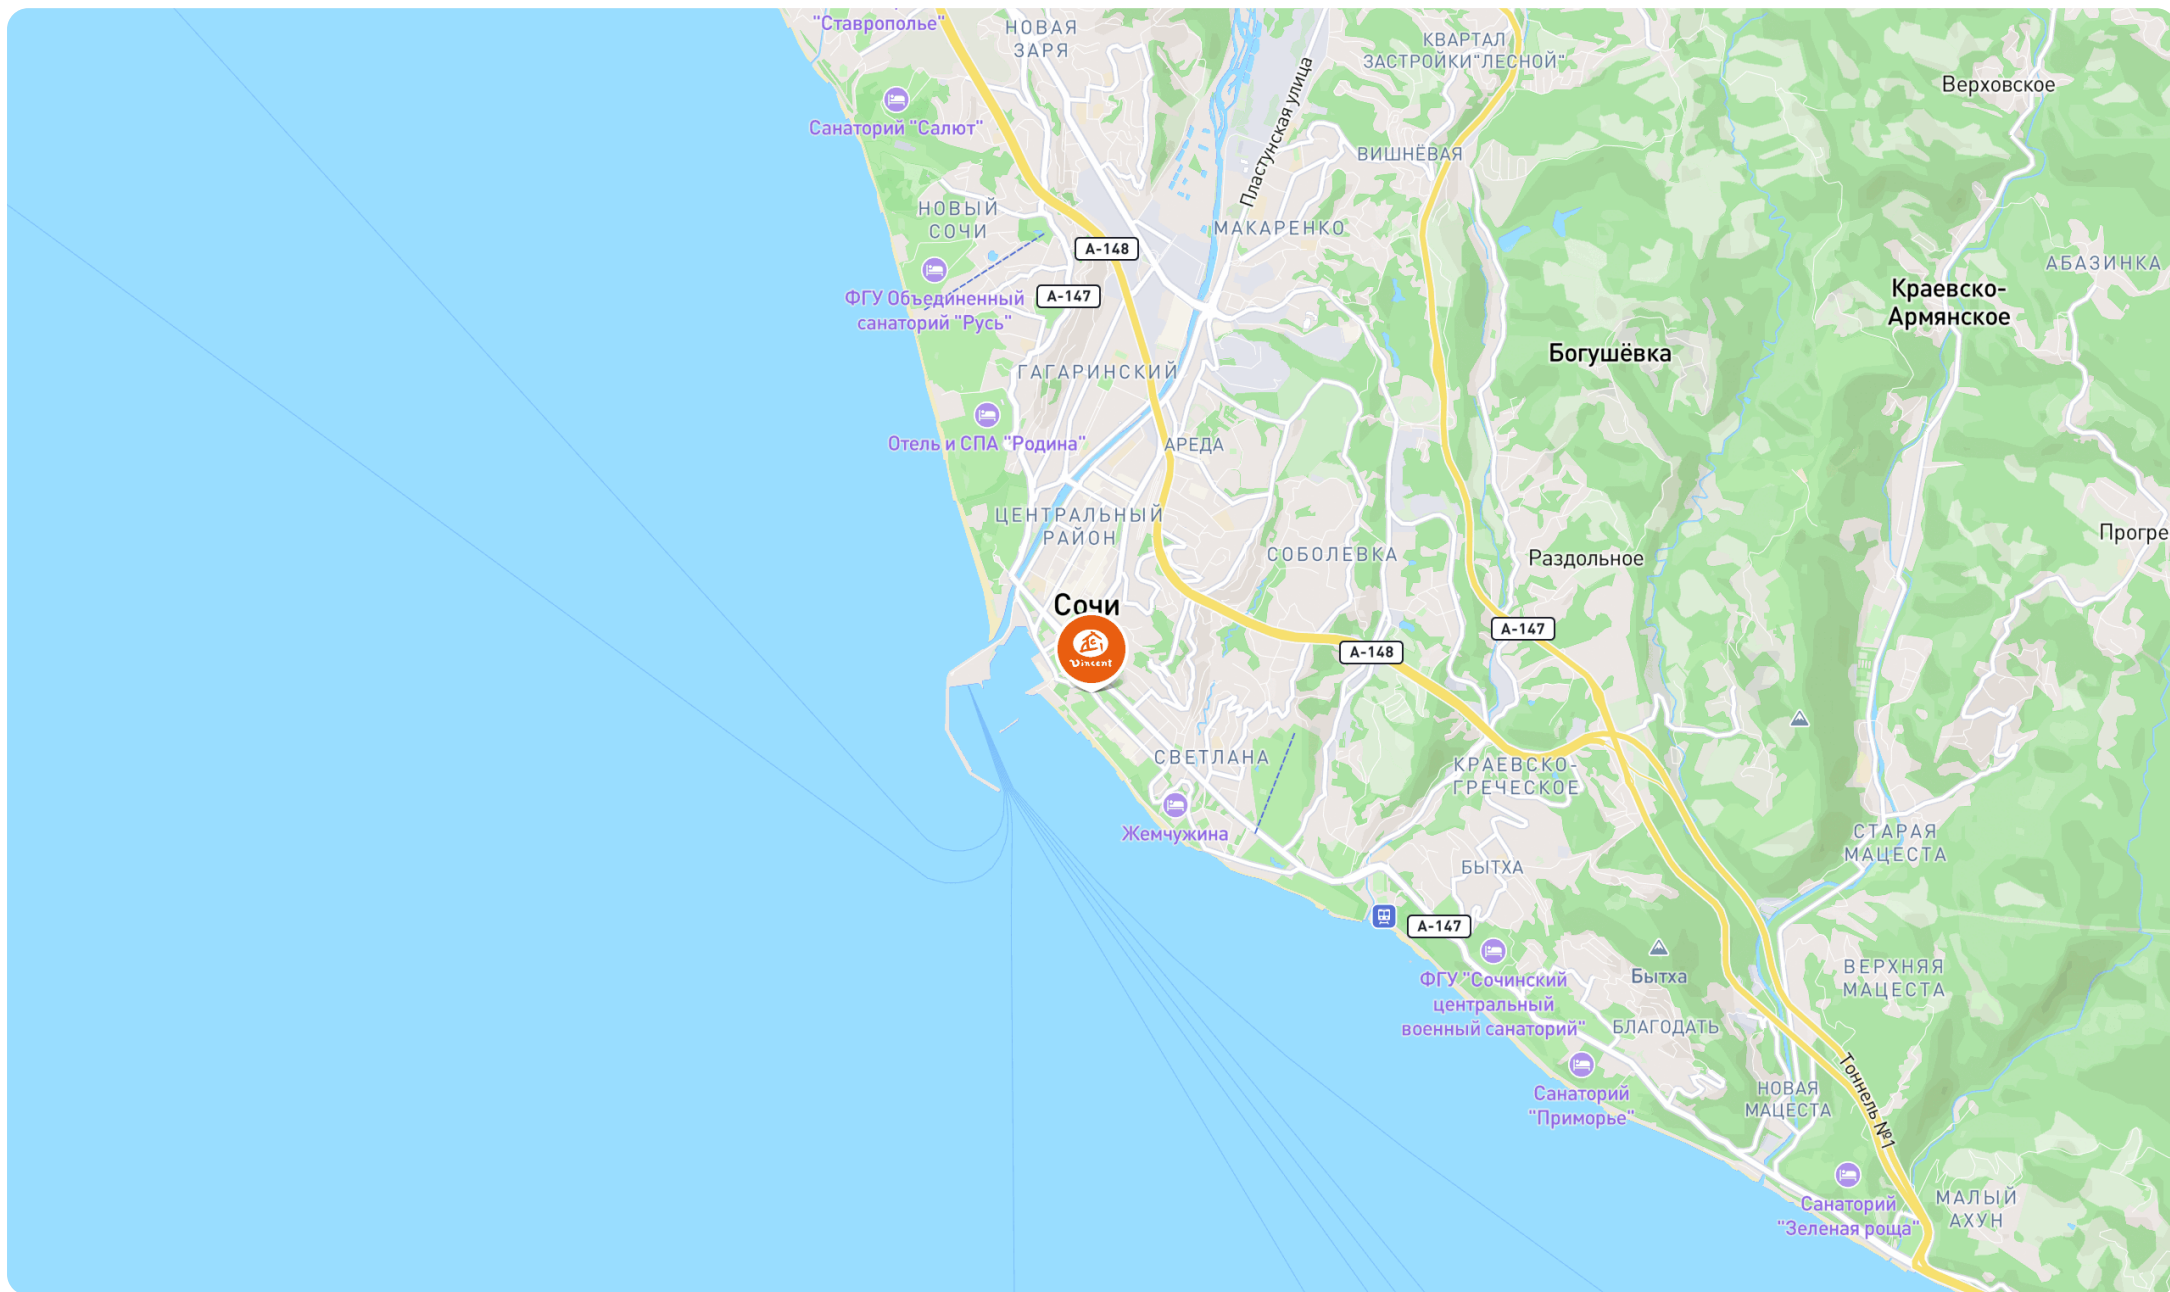 "Ставрополье"
НОВАЯ
ЗАРЯ
КВАРТАЛ
ЗАСТРОЙКИ"ЛЕСНОЙ"
Верховское
Санаторий "Салют"
Пластунская улица
ВИШНЁВАЯ
НОВЫЙ
СОЧИ
МАКАРЕНКО
А-148
АБАЗИНКА
ФГУ Объединенный
санаторий "Русь"
А-147
Краевско-
Армянское
Богушёвка
ГАГАРИНСКИЙ
Отель и СПА "Родина"
АРЕДА
ЦЕНТРАЛЬНЫЙ
РАЙОН
СОБОЛЕВКА
Раздольное
Прогре
Сочи
Vincent
А-148
А-147
СВЕТЛАНА
КРАЕВСКО-
ГРЕЧЕСКОЕ
Жемчужина
СТАРАЯ
МАЦЕСТА
БЫТХА
А-147
ФГУ "Сочинский
центральный
военный санаторий"
Бытха
ВЕРХНЯЯ
МАЦЕСТА
БЛАГОДАТЬ
Санаторий
"Приморье"
НОВАЯ
МАЦЕСТА
Тоннель №1
Санаторий
"Зеленая роща"
МАЛЫЙ
АХУН